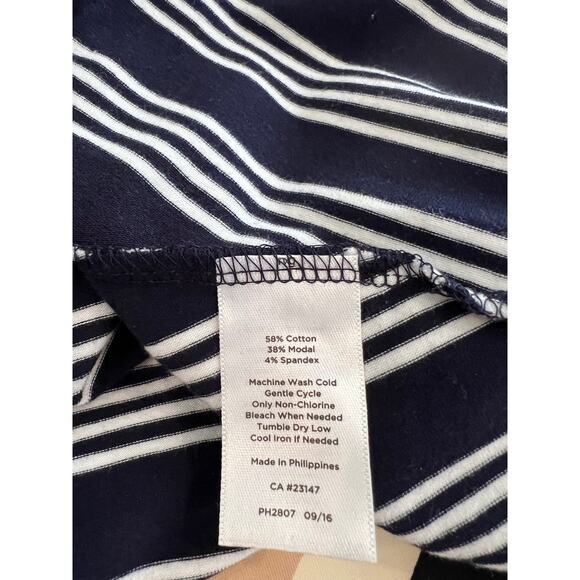 58% Cotton
38% Modal
4% Spandex
Machine Wash Cold
Gentle Cycle
Only Non-Chlorine
Bleach When Needed
Tumble Dry Low
Cool Iron If Needed
Made in Philippines
CA #23147
PH2807 09/16